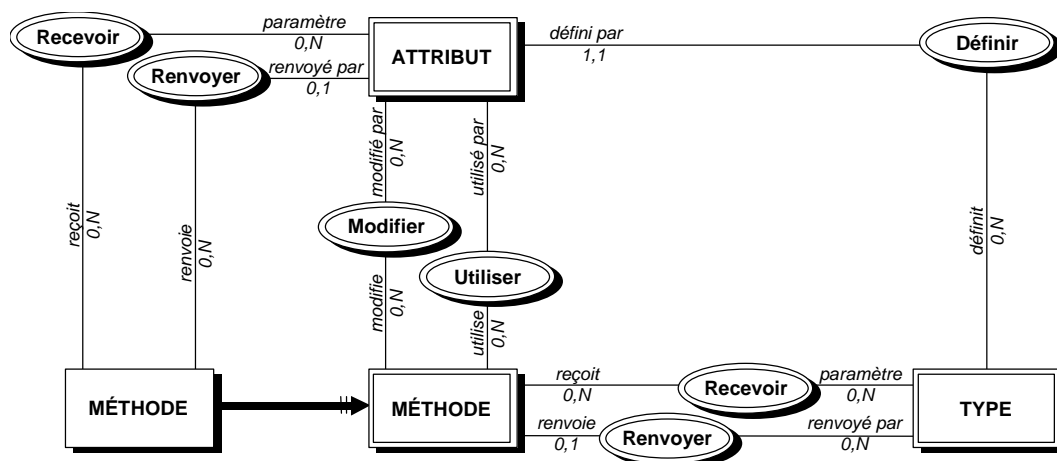 Recevoir
paramètre
0,N
Renvoyer
renvoyé par
0,1
ATTRIBUT
défini par
1,1
Définir
reçoit
0,N
renvoie
0,N
modifié par
0,N
utilisé par
0,N
Modifier
Utiliser
modifie
0,N
utilise
0,N
définit
0,N
MÉTHODE
MÉTHODE
reçoit
0,N
Recevoir
paramètre
0,N
renvoie
0,1
Renvoyer
renvoyé par
0,N
TYPE